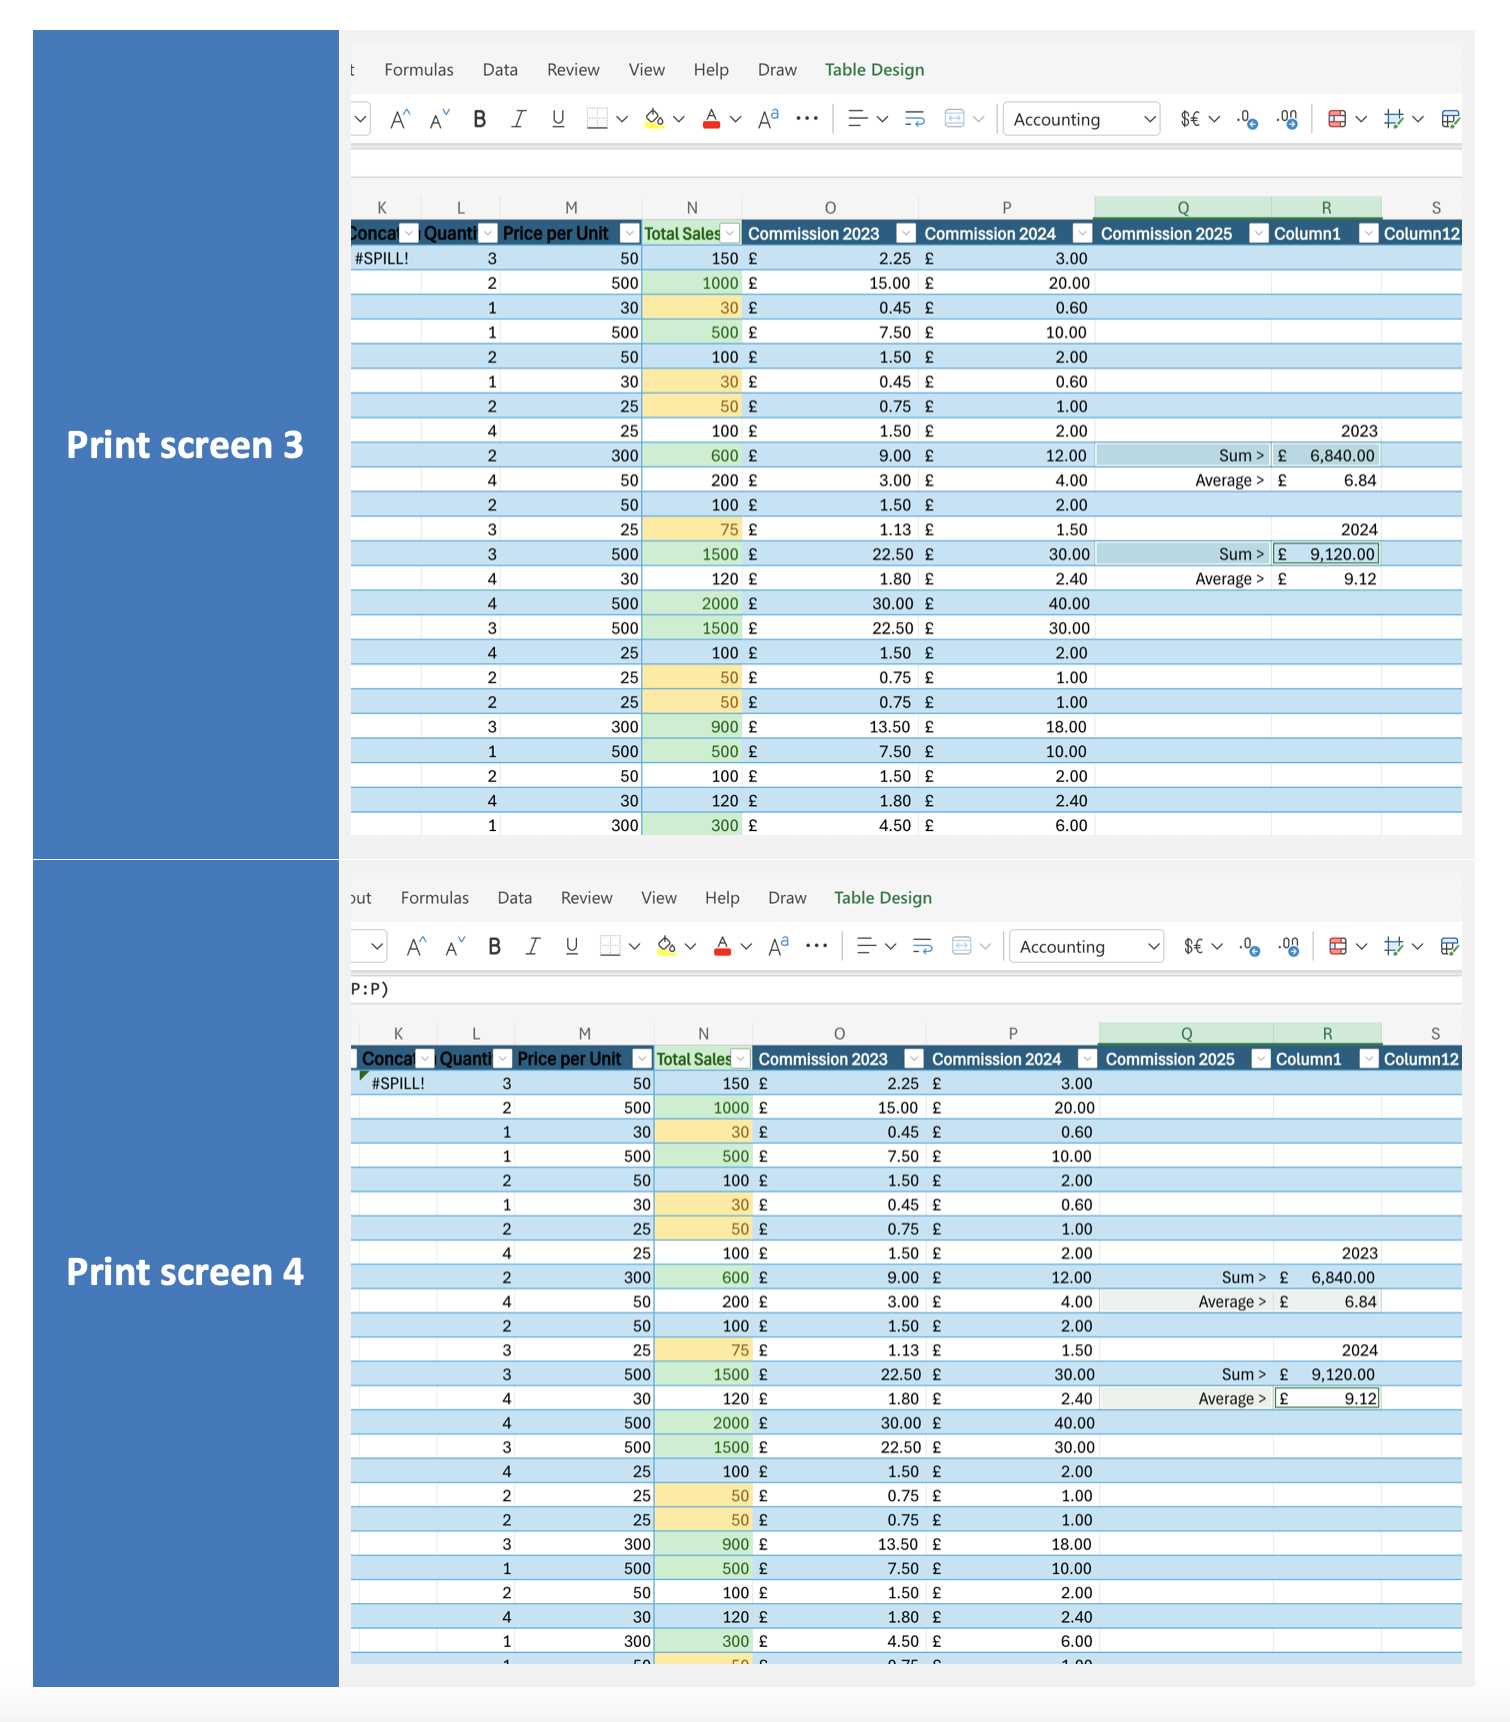 Print screen 3
t Formulas Data Review View Help Draw Table Design
A A B I U A Aa ... Accounting $€ .0 .00
K L M N O P Q R S
Concat Quanti Price per Unit Total Sales Commission 2023 Commission 2024 Commission 2025 Column1 Column12
#SPILL! 3 50 150 £ 2.25 £ 3.00
2 500 1000 £ 15.00 £ 20.00
1 30 30 £ 0.45 £ 0.60
1 500 500 £ 7.50 £ 10.00
2 50 100 £ 1.50 £ 2.00
1 30 30 £ 0.45 £ 0.60
2 25 50 £ 0.75 £ 1.00
4 25 100 £ 1.50 £ 2.00 2023
2 300 600 £ 9.00 £ 12.00 Sum > £ 6,840.00
4 50 200 £ 3.00 £ 4.00 Average > £ 6.84
2 50 100 £ 1.50 £ 2.00
3 25 75 £ 1.13 £ 1.50 2024
3 500 1500 £ 22.50 £ 30.00 Sum > £ 9,120.00
4 30 120 £ 1.80 £ 2.40 Average > £ 9.12
4 500 2000 £ 30.00 £ 40.00
3 500 1500 £ 22.50 £ 30.00
4 25 100 £ 1.50 £ 2.00
2 25 50 £ 0.75 £ 1.00
2 25 50 £ 0.75 £ 1.00
3 300 900 £ 13.50 £ 18.00
1 500 500 £ 7.50 £ 10.00
2 50 100 £ 1.50 £ 2.00
4 30 120 £ 1.80 £ 2.40
1 300 300 £ 4.50 £ 6.00
Print screen 4
out Formulas Data Review View Help Draw Table Design
A A B I U A Aa ... Accounting $€ .0 .00
P:P)
K L M N O P Q R S
Concat Quanti Price per Unit Total Sales Commission 2023 Commission 2024 Commission 2025 Column1 Column12
#SPILL! 3 50 150 £ 2.25 £ 3.00
2 500 1000 £ 15.00 £ 20.00
1 30 30 £ 0.45 £ 0.60
1 500 500 £ 7.50 £ 10.00
2 50 100 £ 1.50 £ 2.00
1 30 30 £ 0.45 £ 0.60
2 25 50 £ 0.75 £ 1.00
4 25 100 £ 1.50 £ 2.00 2023
2 300 600 £ 9.00 £ 12.00 Sum > £ 6,840.00
4 50 200 £ 3.00 £ 4.00 Average > £ 6.84
2 50 100 £ 1.50 £ 2.00
3 25 75 £ 1.13 £ 1.50 2024
3 500 1500 £ 22.50 £ 30.00 Sum > £ 9,120.00
4 30 120 £ 1.80 £ 2.40 Average > £ 9.12
4 500 2000 £ 30.00 £ 40.00
3 500 1500 £ 22.50 £ 30.00
4 25 100 £ 1.50 £ 2.00
2 25 50 £ 0.75 £ 1.00
2 25 50 £ 0.75 £ 1.00
3 300 900 £ 13.50 £ 18.00
1 500 500 £ 7.50 £ 10.00
2 50 100 £ 1.50 £ 2.00
4 30 120 £ 1.80 £ 2.40
1 300 300 £ 4.50 £ 6.00